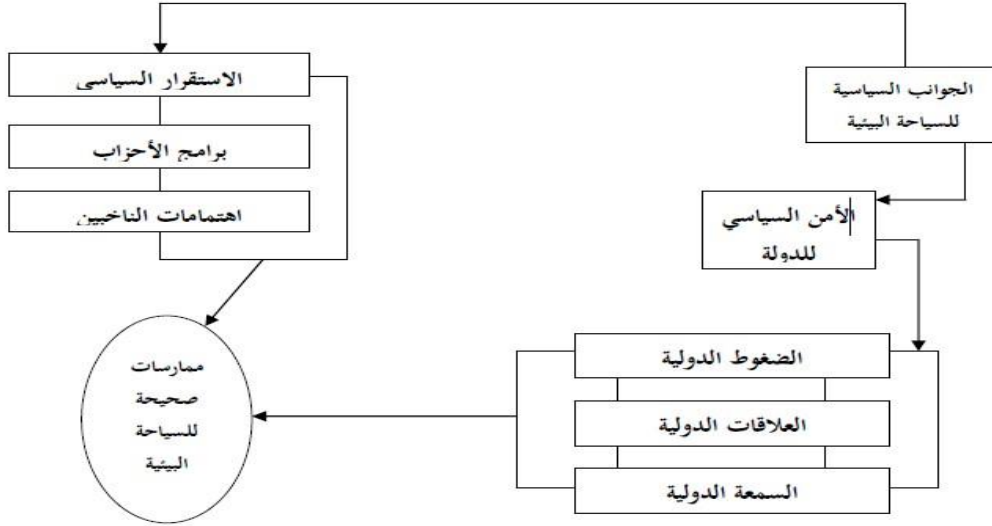 الجوانب السياسية
للسياحة البيئية
الاستقرار السياسي
برامج الأحزاب
اهتمامات الناخبين
الأمن السياسي
للدولة
الضغوط الدولية
العلاقات الدولية
السمعة الدولية
ممارسات
صحيحة
للسياحة
البيئية